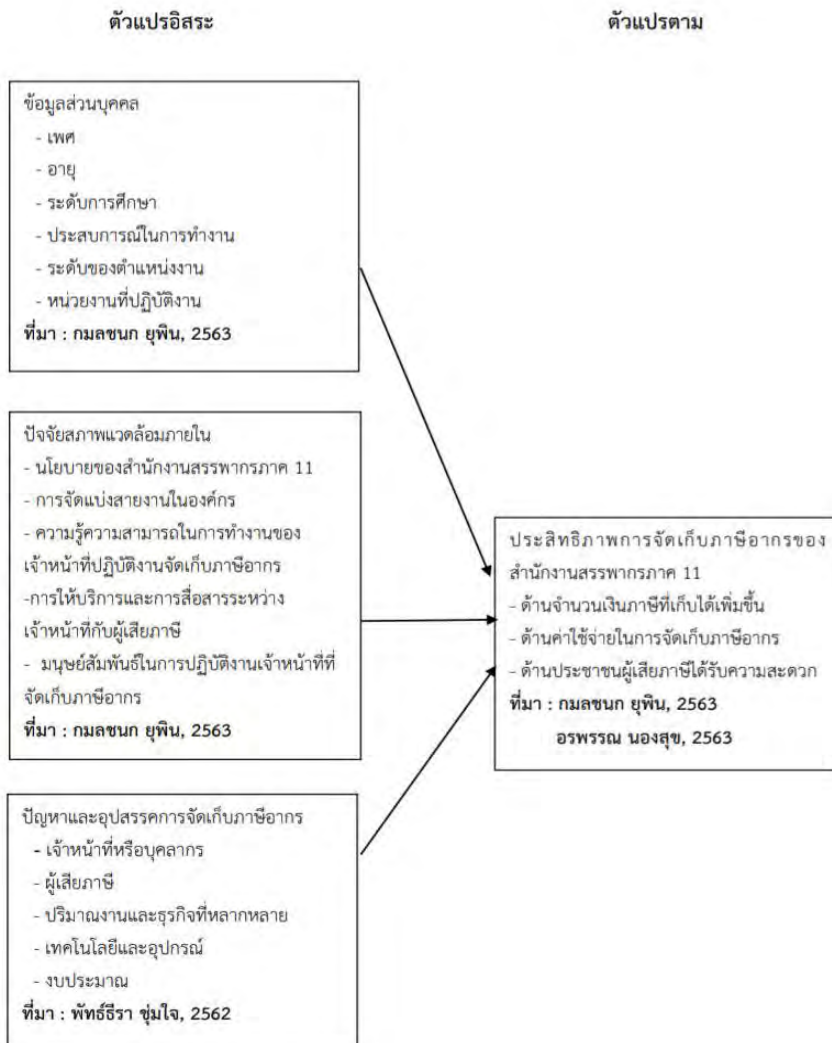 ตัวแปรอิสระ
ตัวแปรตาม
ข้อมูลส่วนบุคคล
- เพศ
- อายุ
- ระดับการศึกษา
- ประสบการณ์ในการทำงาน
- ระดับของตำแหน่งงาน
- หน่วยงานที่ปฏิบัติงาน
ที่มา : กมลชนก ยุพิน, 2563
ปัจจัยสภาพแวดล้อมภายใน
- นโยบายของสำนักงานสรรพากรภาค 11
- การจัดแบ่งสายงานในองค์กร
- ความรู้ความสามารถในการทำงานของ
เจ้าหน้าที่ปฏิบัติงานจัดเก็บภาษีอากร
-การให้บริการและการสื่อสารระหว่าง
เจ้าหน้าที่กับผู้เสียภาษี
- มนุษย์สัมพันธ์ในการปฏิบัติงานเจ้าหน้าที่ที่
จัดเก็บภาษีอากร
ที่มา : กมลชนก ยุพิน, 2563
ปัญหาและอุปสรรคการจัดเก็บภาษีอากร
- เจ้าหน้าที่หรือบุคลากร
- ผู้เสียภาษี
- ปริมาณงานและธุรกิจที่หลากหลาย
- เทคโนโลยีและอุปกรณ์
- งบประมาณ
ที่มา : พัทธ์ธีรา ชุ่มใจ, 2562
ประสิทธิภาพการจัดเก็บภาษีอากรของ
สำนักงานสรรพากรภาค 11
- ด้านจำนวนเงินภาษีที่เก็บได้เพิ่มขึ้น
- ด้านค่าใช้จ่ายในการจัดเก็บภาษีอากร
- ด้านประชาชนผู้เสียภาษีได้รับความสะดวก
ที่มา : กมลชนก ยุพิน, 2563
อรพรรณ นองสุข, 2563